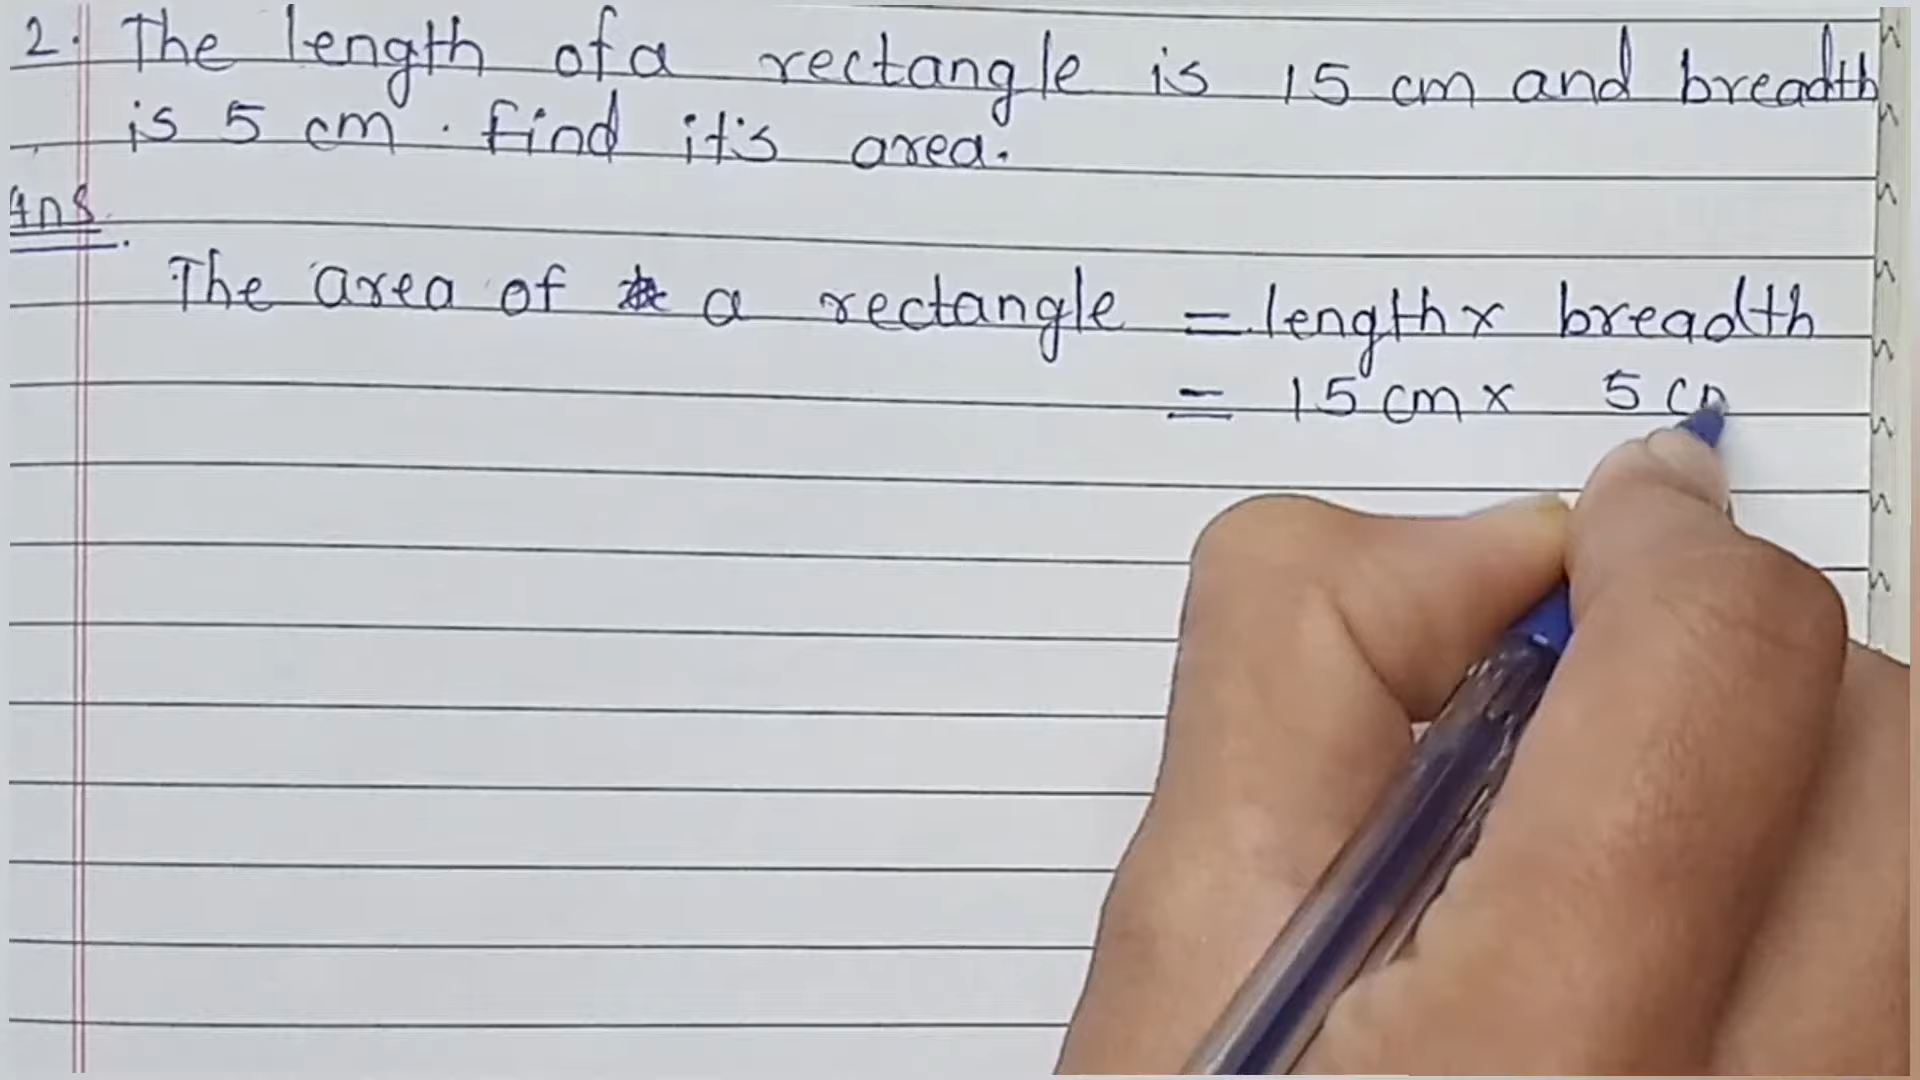 2. The length of a rectangle is 15 cm and breadth
is 5 cm. find it's area.
Ans.
The area of a rectangle = length x breadth
= 15 cm x 5 cm